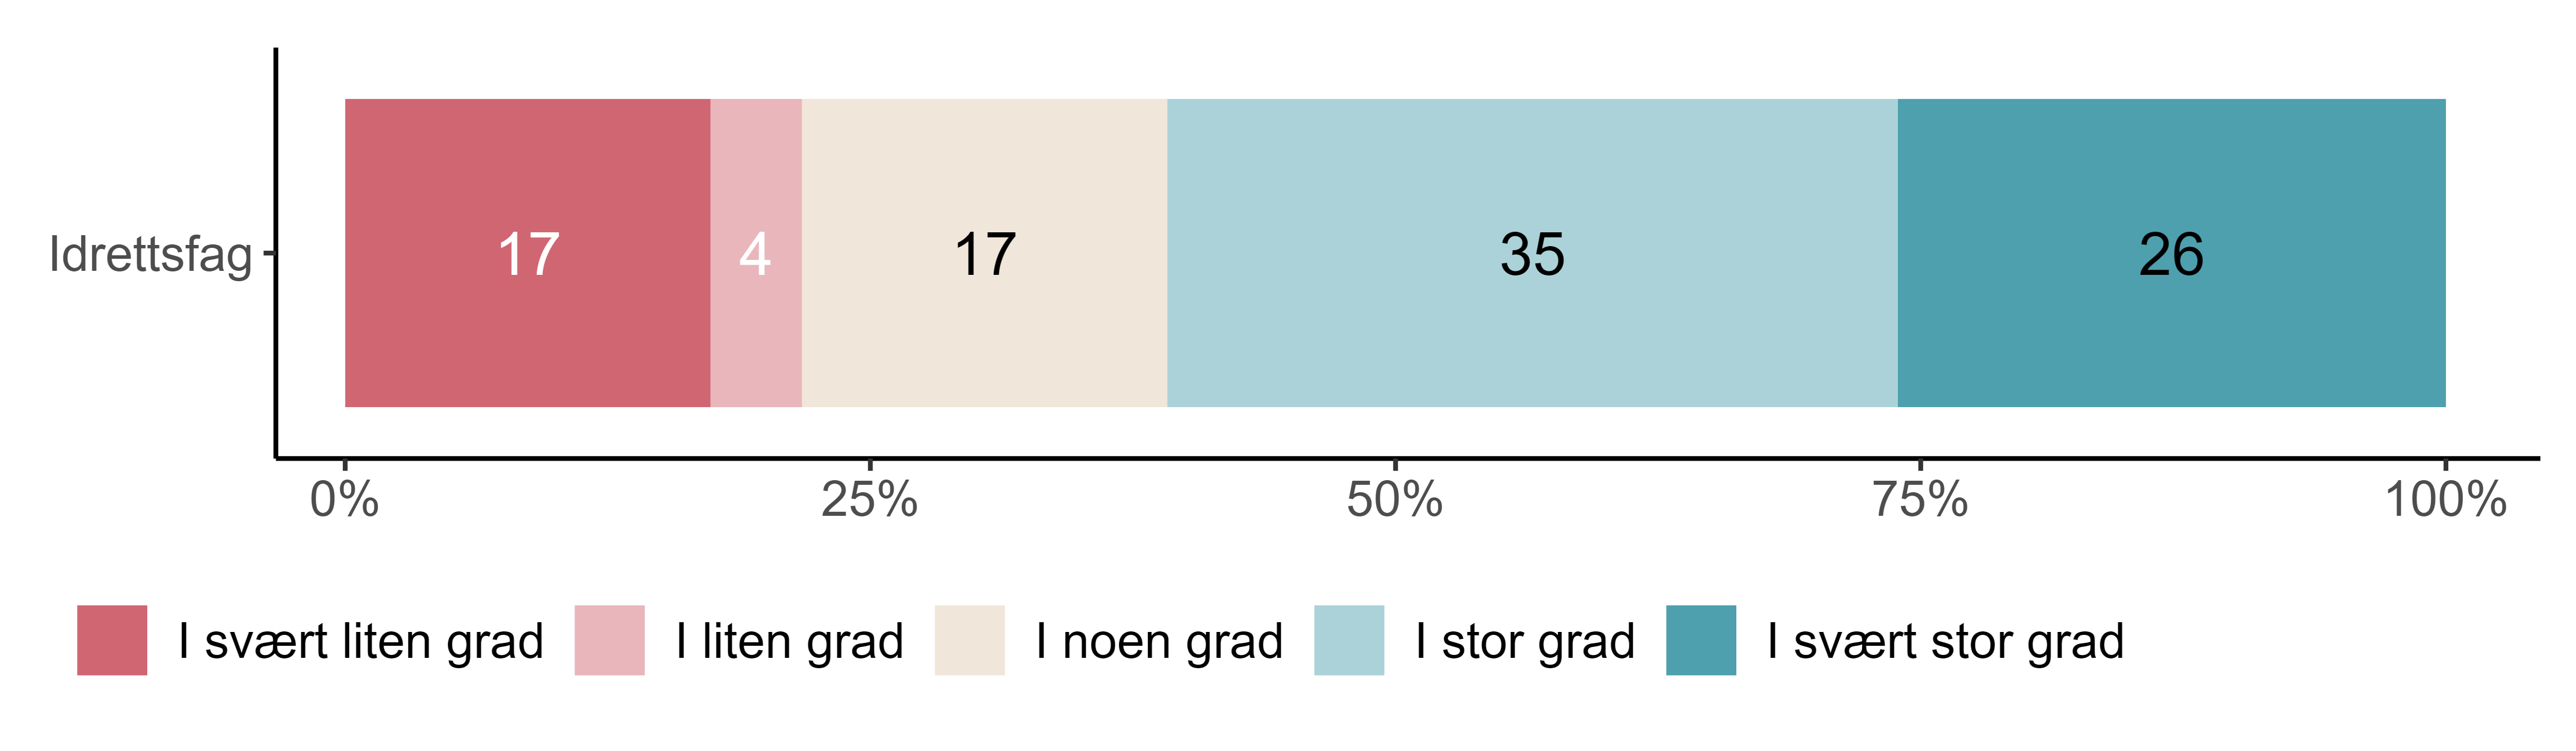 Idrettsfag
17 4 17 35 26
0% 25% 50% 75% 100%
I svært liten grad I liten grad I noen grad I stor grad I svært stor grad